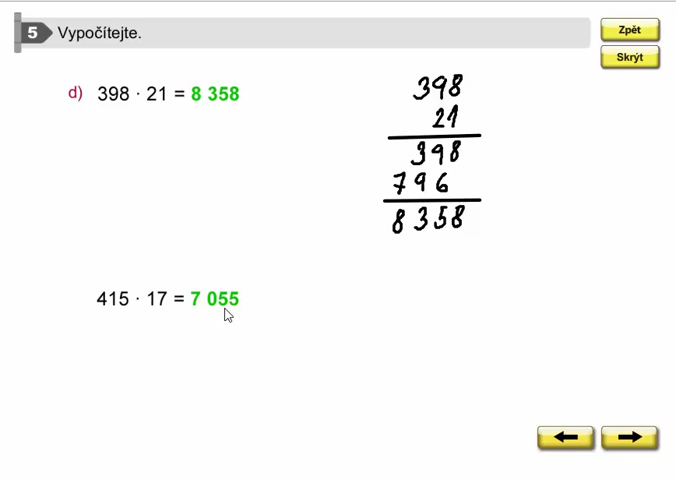 5 Vypočítejte.
Zpět
Skrýt
d) 398 · 21 = 8 358
398
21
398
796
8358
415 · 17 = 7 055